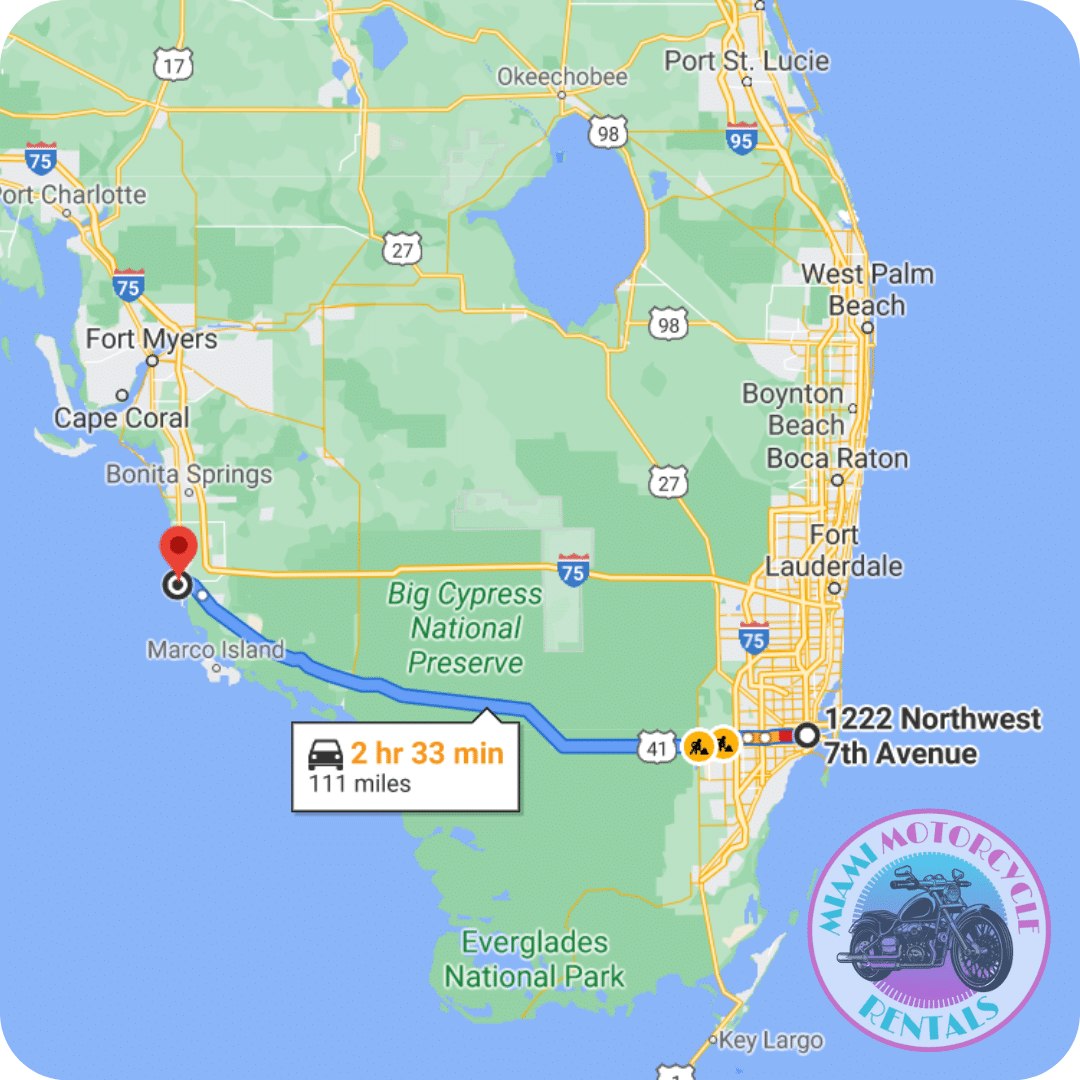 17
Okeechobee
Port St. Lucie
98
95
75
ort Charlotte
27
75
West Palm
Beach
98
Fort Myers
Boynton
Beach
Cape Coral
Boca Raton
Bonita Springs
27
Fort
Lauderdale
75
Big Cypress
National
Preserve
75
Marco Island
1222 Northwest
7th Avenue
41
2 hr 33 min
111 miles
MIAMI MOTORCYCLE
RENTALS
Everglades
National Park
Key Largo
1